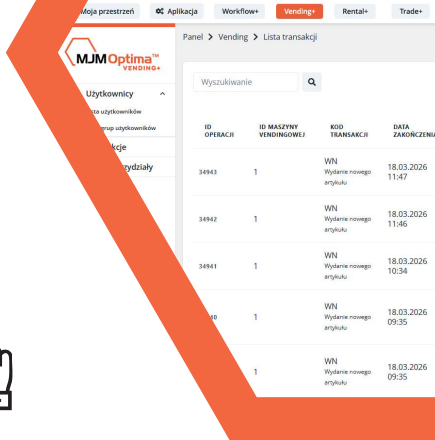 Moja przestrzeń Aplikacja Workflow+ Vending+ Rental+ Trade+
Panel > Vending > Lista transakcji
MJM Optima™
VENDING+
Wyszukiwanie
Użytkownicy
użytkowników
grup użytkowników
ID OPERACJI ID MASZYNY VENDINGOWEJ KOD TRANSAKCJI DATA ZAKOŃCZENIA
34943 1 WN Wydanie nowego artykułu 18.03.2026 11:47
34942 1 WN Wydanie nowego artykułu 18.03.2026 11:46
34941 1 WN Wydanie nowego artykułu 18.03.2026 10:34
1 WN Wydanie nowego artykułu 18.03.2026 09:35
1 WN Wydanie nowego artykułu 18.03.2026 09:35